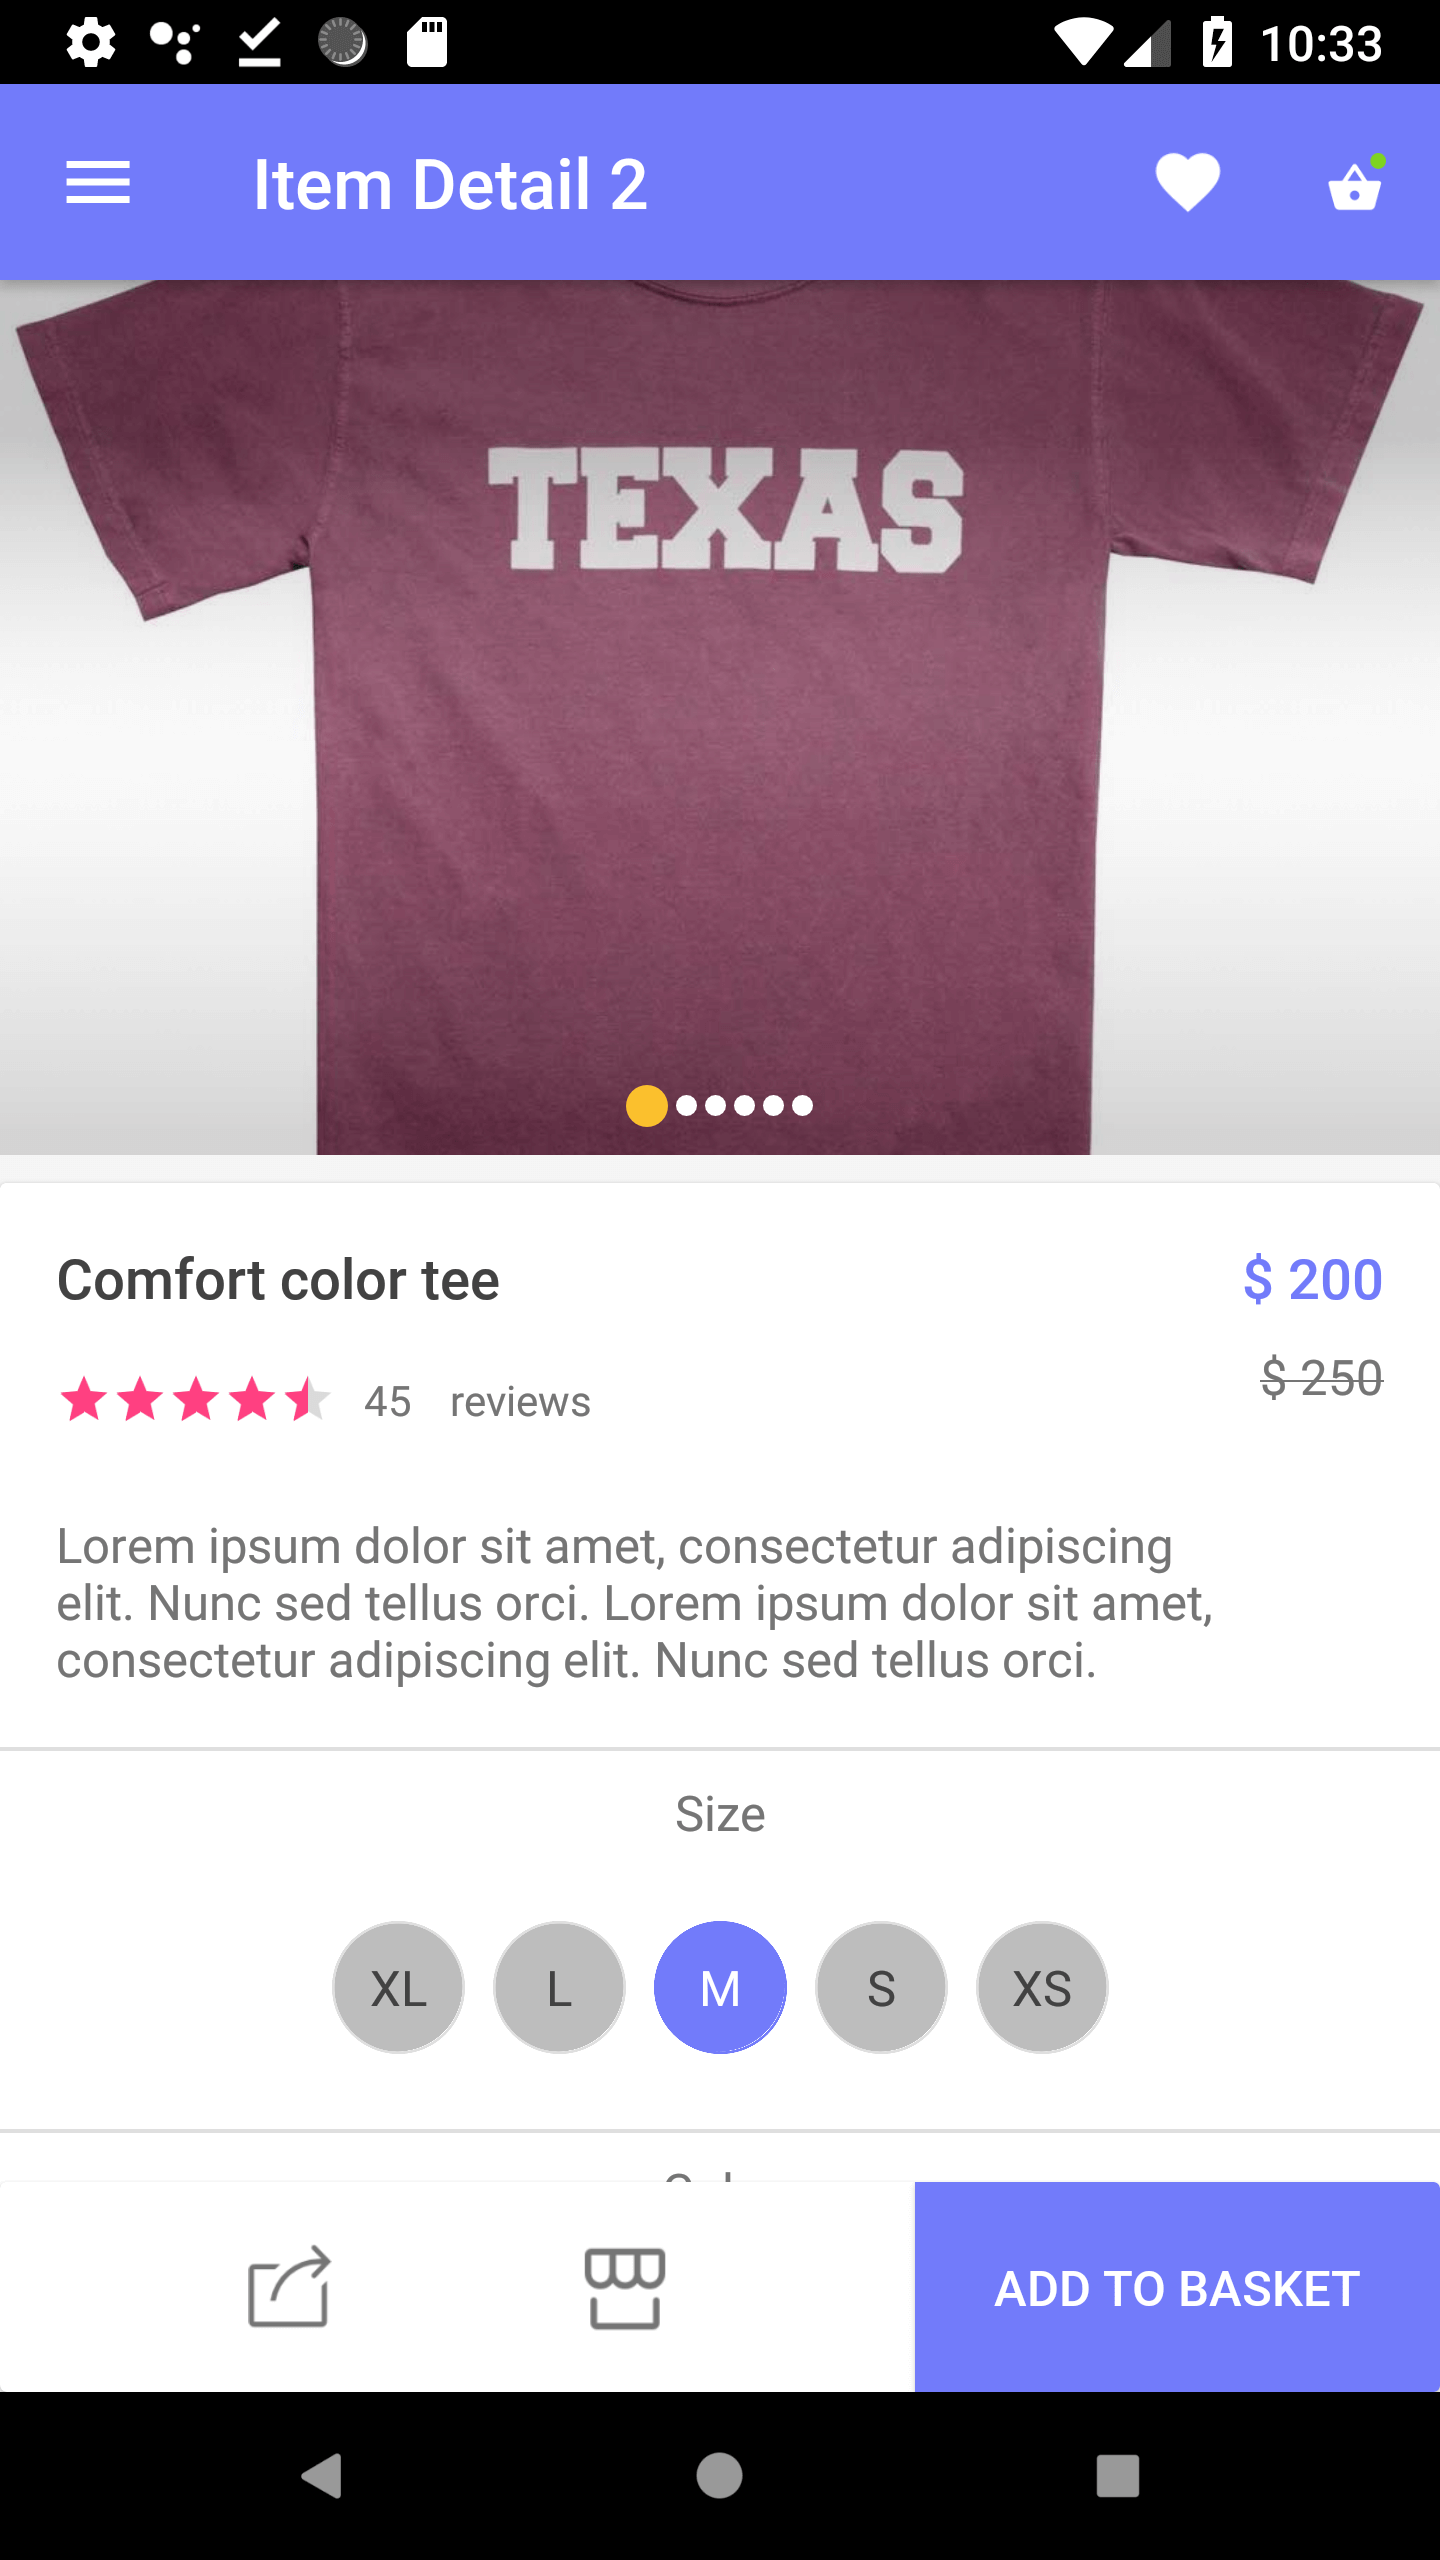 10:33
Item Detail 2
TEXAS
Comfort color tee
$ 200
$ 250
45 reviews
Lorem ipsum dolor sit amet, consectetur adipiscing
elit. Nunc sed tellus orci. Lorem ipsum dolor sit amet,
consectetur adipiscing elit. Nunc sed tellus orci.
Size
XL L M S XS
ADD TO BASKET